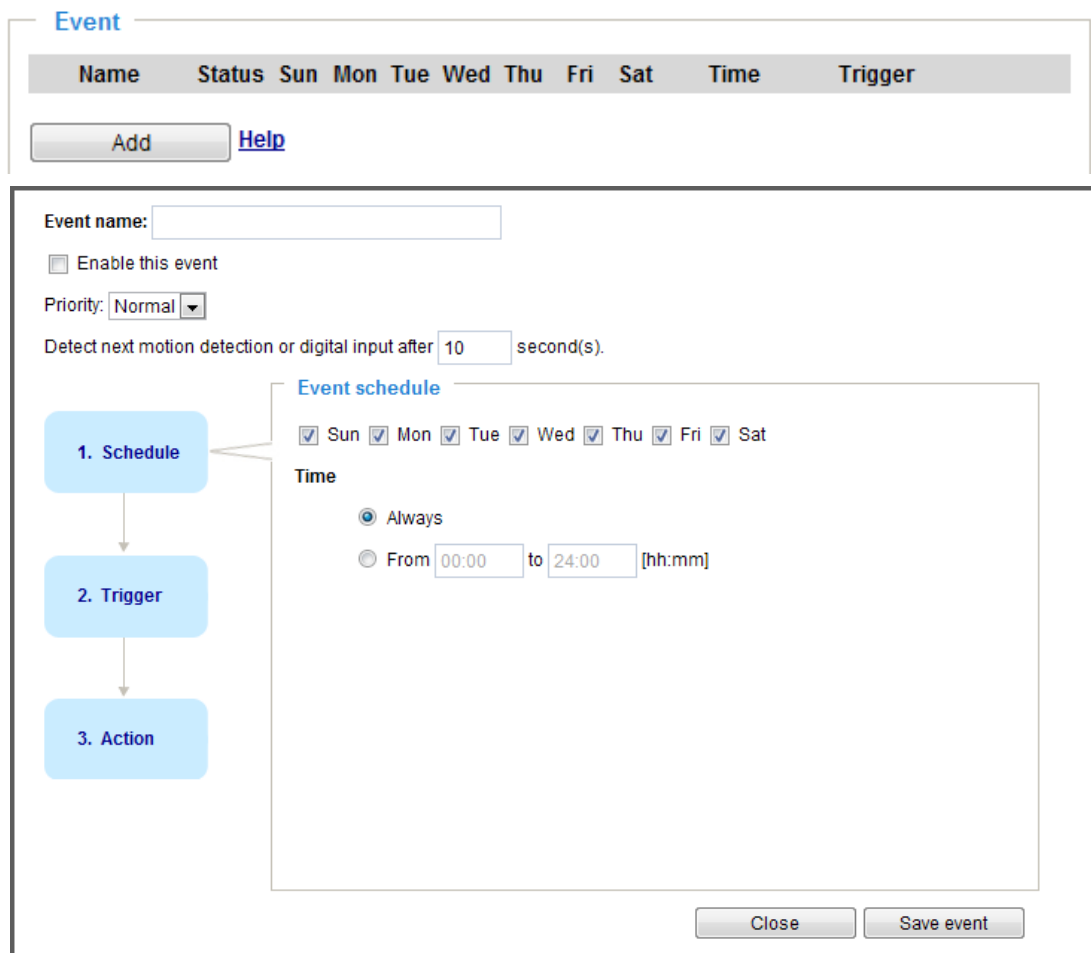 Event
Name Status Sun Mon Tue Wed Thu Fri Sat Time Trigger
Add Help
Event name:
Enable this event
Priority: Normal
Detect next motion detection or digital input after 10 second(s).
Event schedule
1. Schedule
Sun Mon Tue Wed Thu Fri Sat
Time
Always
From 00:00 to 24:00 [hh:mm]
2. Trigger
3. Action
Close Save event